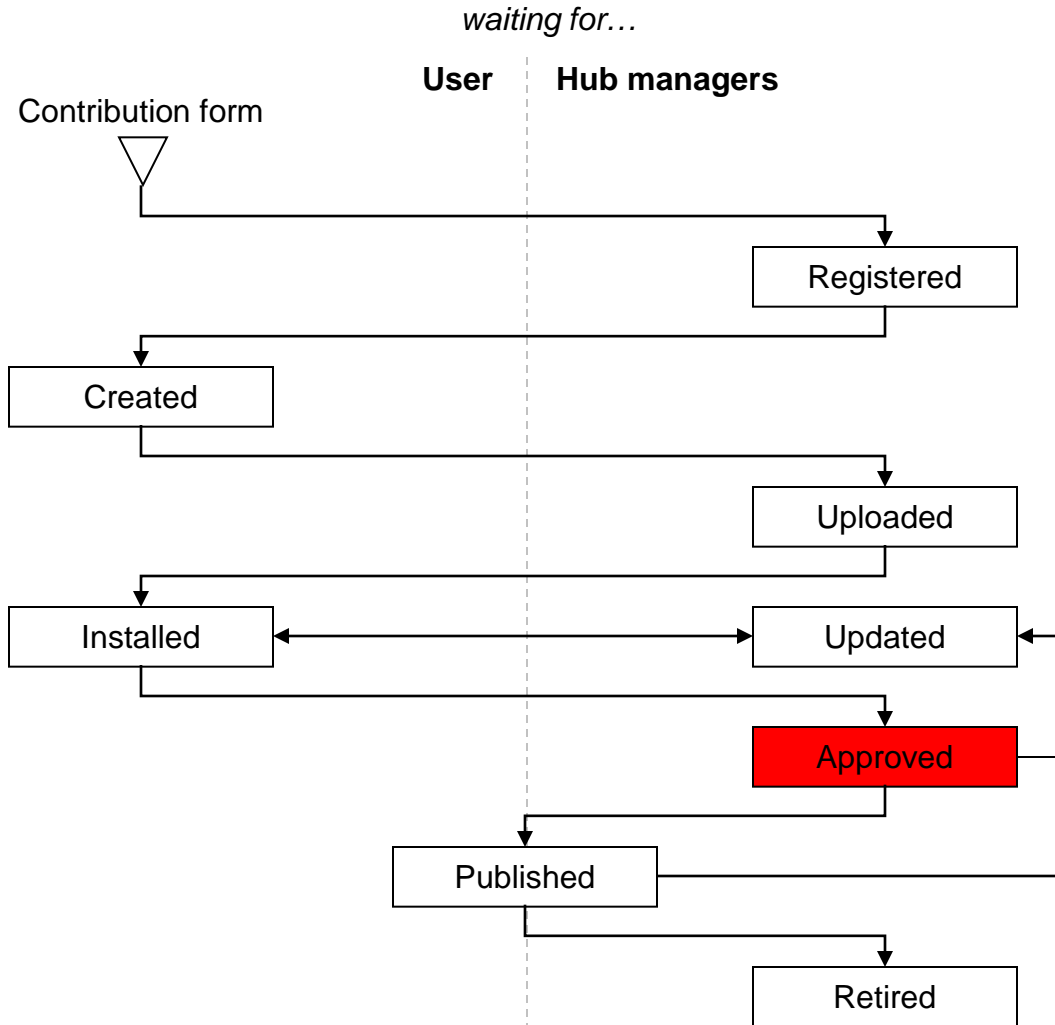 waiting for…
User
Hub managers
Contribution form
Registered
Created
Uploaded
Installed
Updated
Approved
Published
Retired